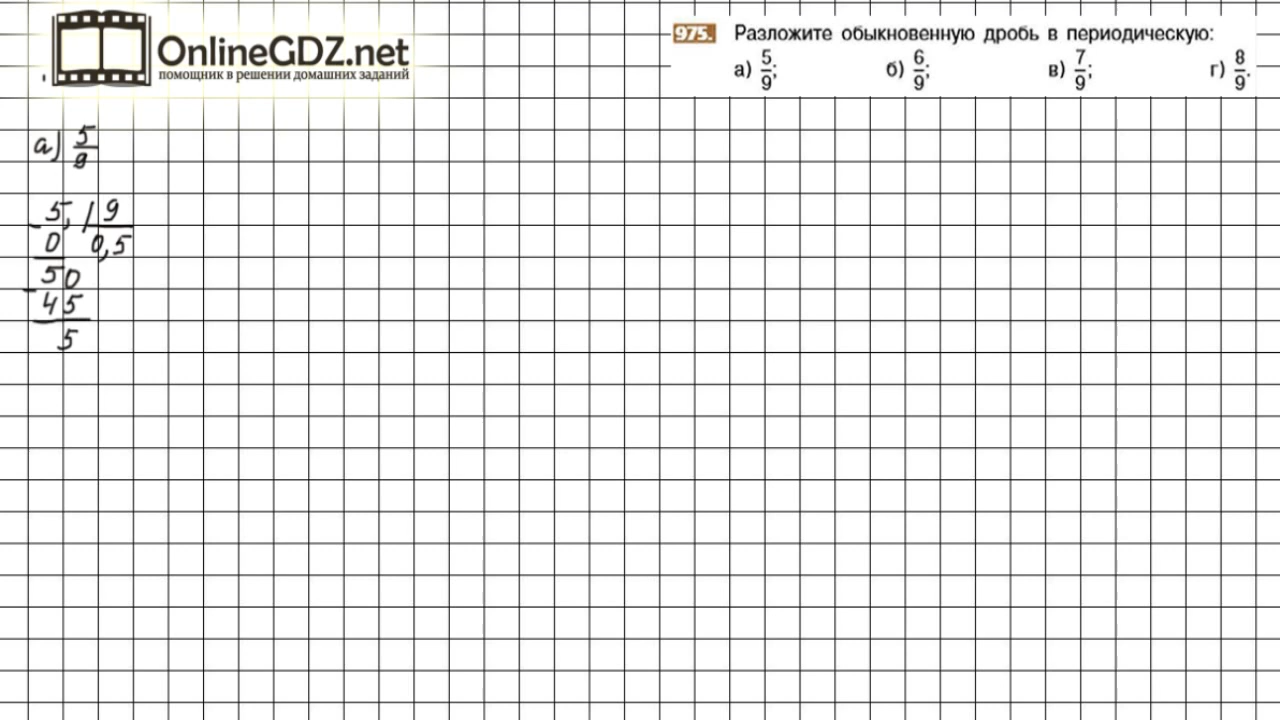 OnlineGDZ.net
помощник в решении домашних заданий
975. Разложите обыкновенную дробь в периодическую:
а) 5/9; б) 6/9; в) 7/9; г) 8/9.
а) 5/9
5, 9
0 0,5
50
45
5